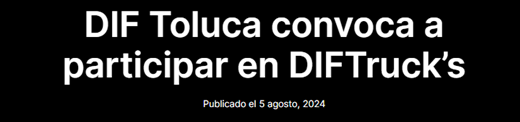 DIF Toluca convoca a
participar en DIFTruck’s
Publicado el 5 agosto, 2024